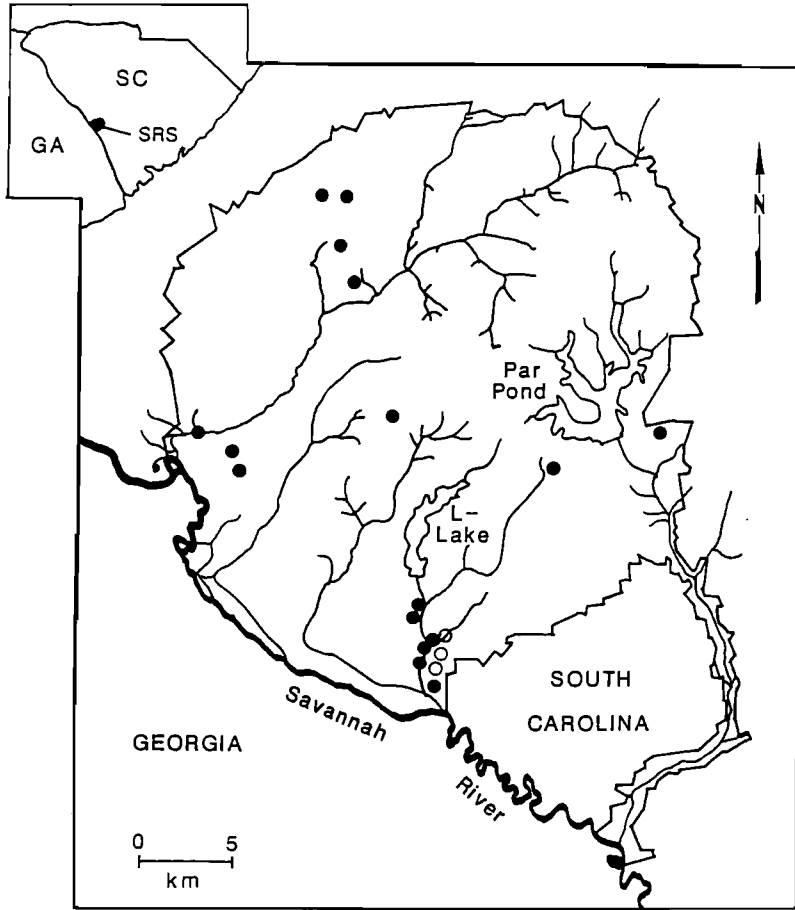 SC
SRS
GA
N
Par
Pond
L-
Lake
SOUTH
CAROLINA
Savannah
River
GEORGIA
0 5
km